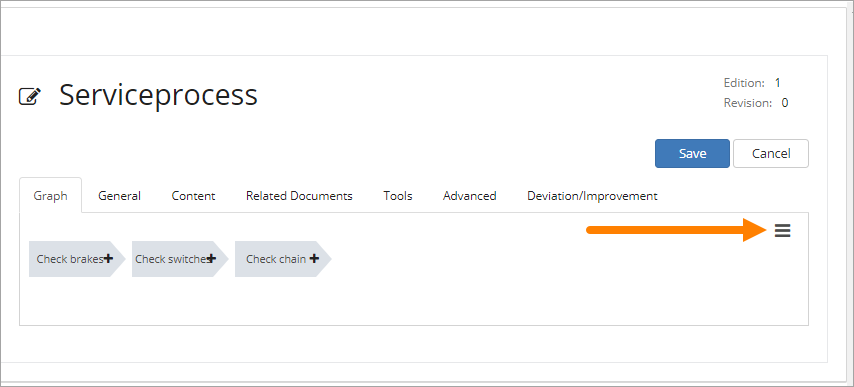 Edition: 1
Serviceprocess
Revision: 0
Save Cancel
Graph General Content Related Documents Tools Advanced Deviation/Improvement
Check brakes Check switches Check chain